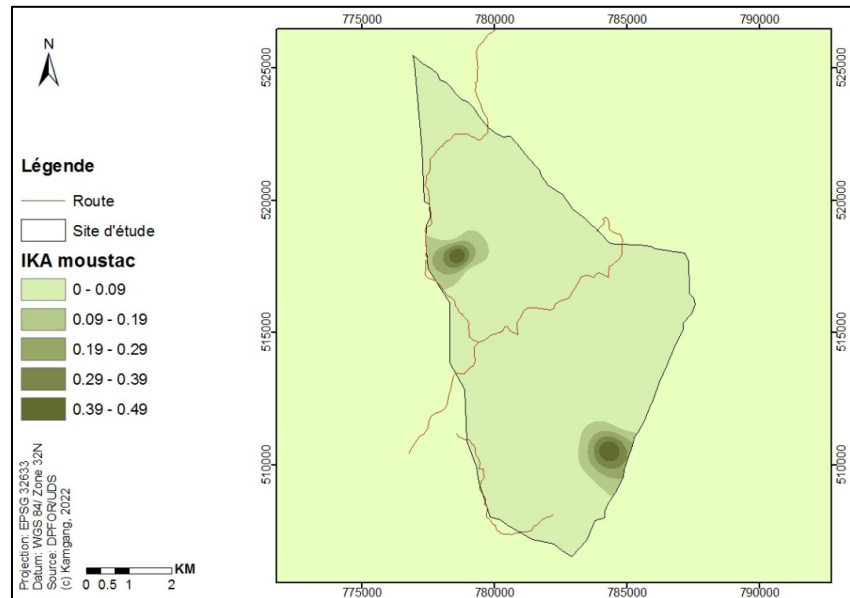 775000 780000 785000 790000
N
525000 525000
520000 520000
515000 515000
510000 510000
Légende
Route
Site d'étude
IKA moustac
0 - 0.09
0.09 - 0.19
0.19 - 0.29
0.29 - 0.39
0.39 - 0.49
Projection: EPSG 32633
Datum: WGS 84/ Zone 32N
Source: DPFOR/UDS
(c) Kamgang, 2022
KM
0 0.5 1 2
775000 780000 785000 790000